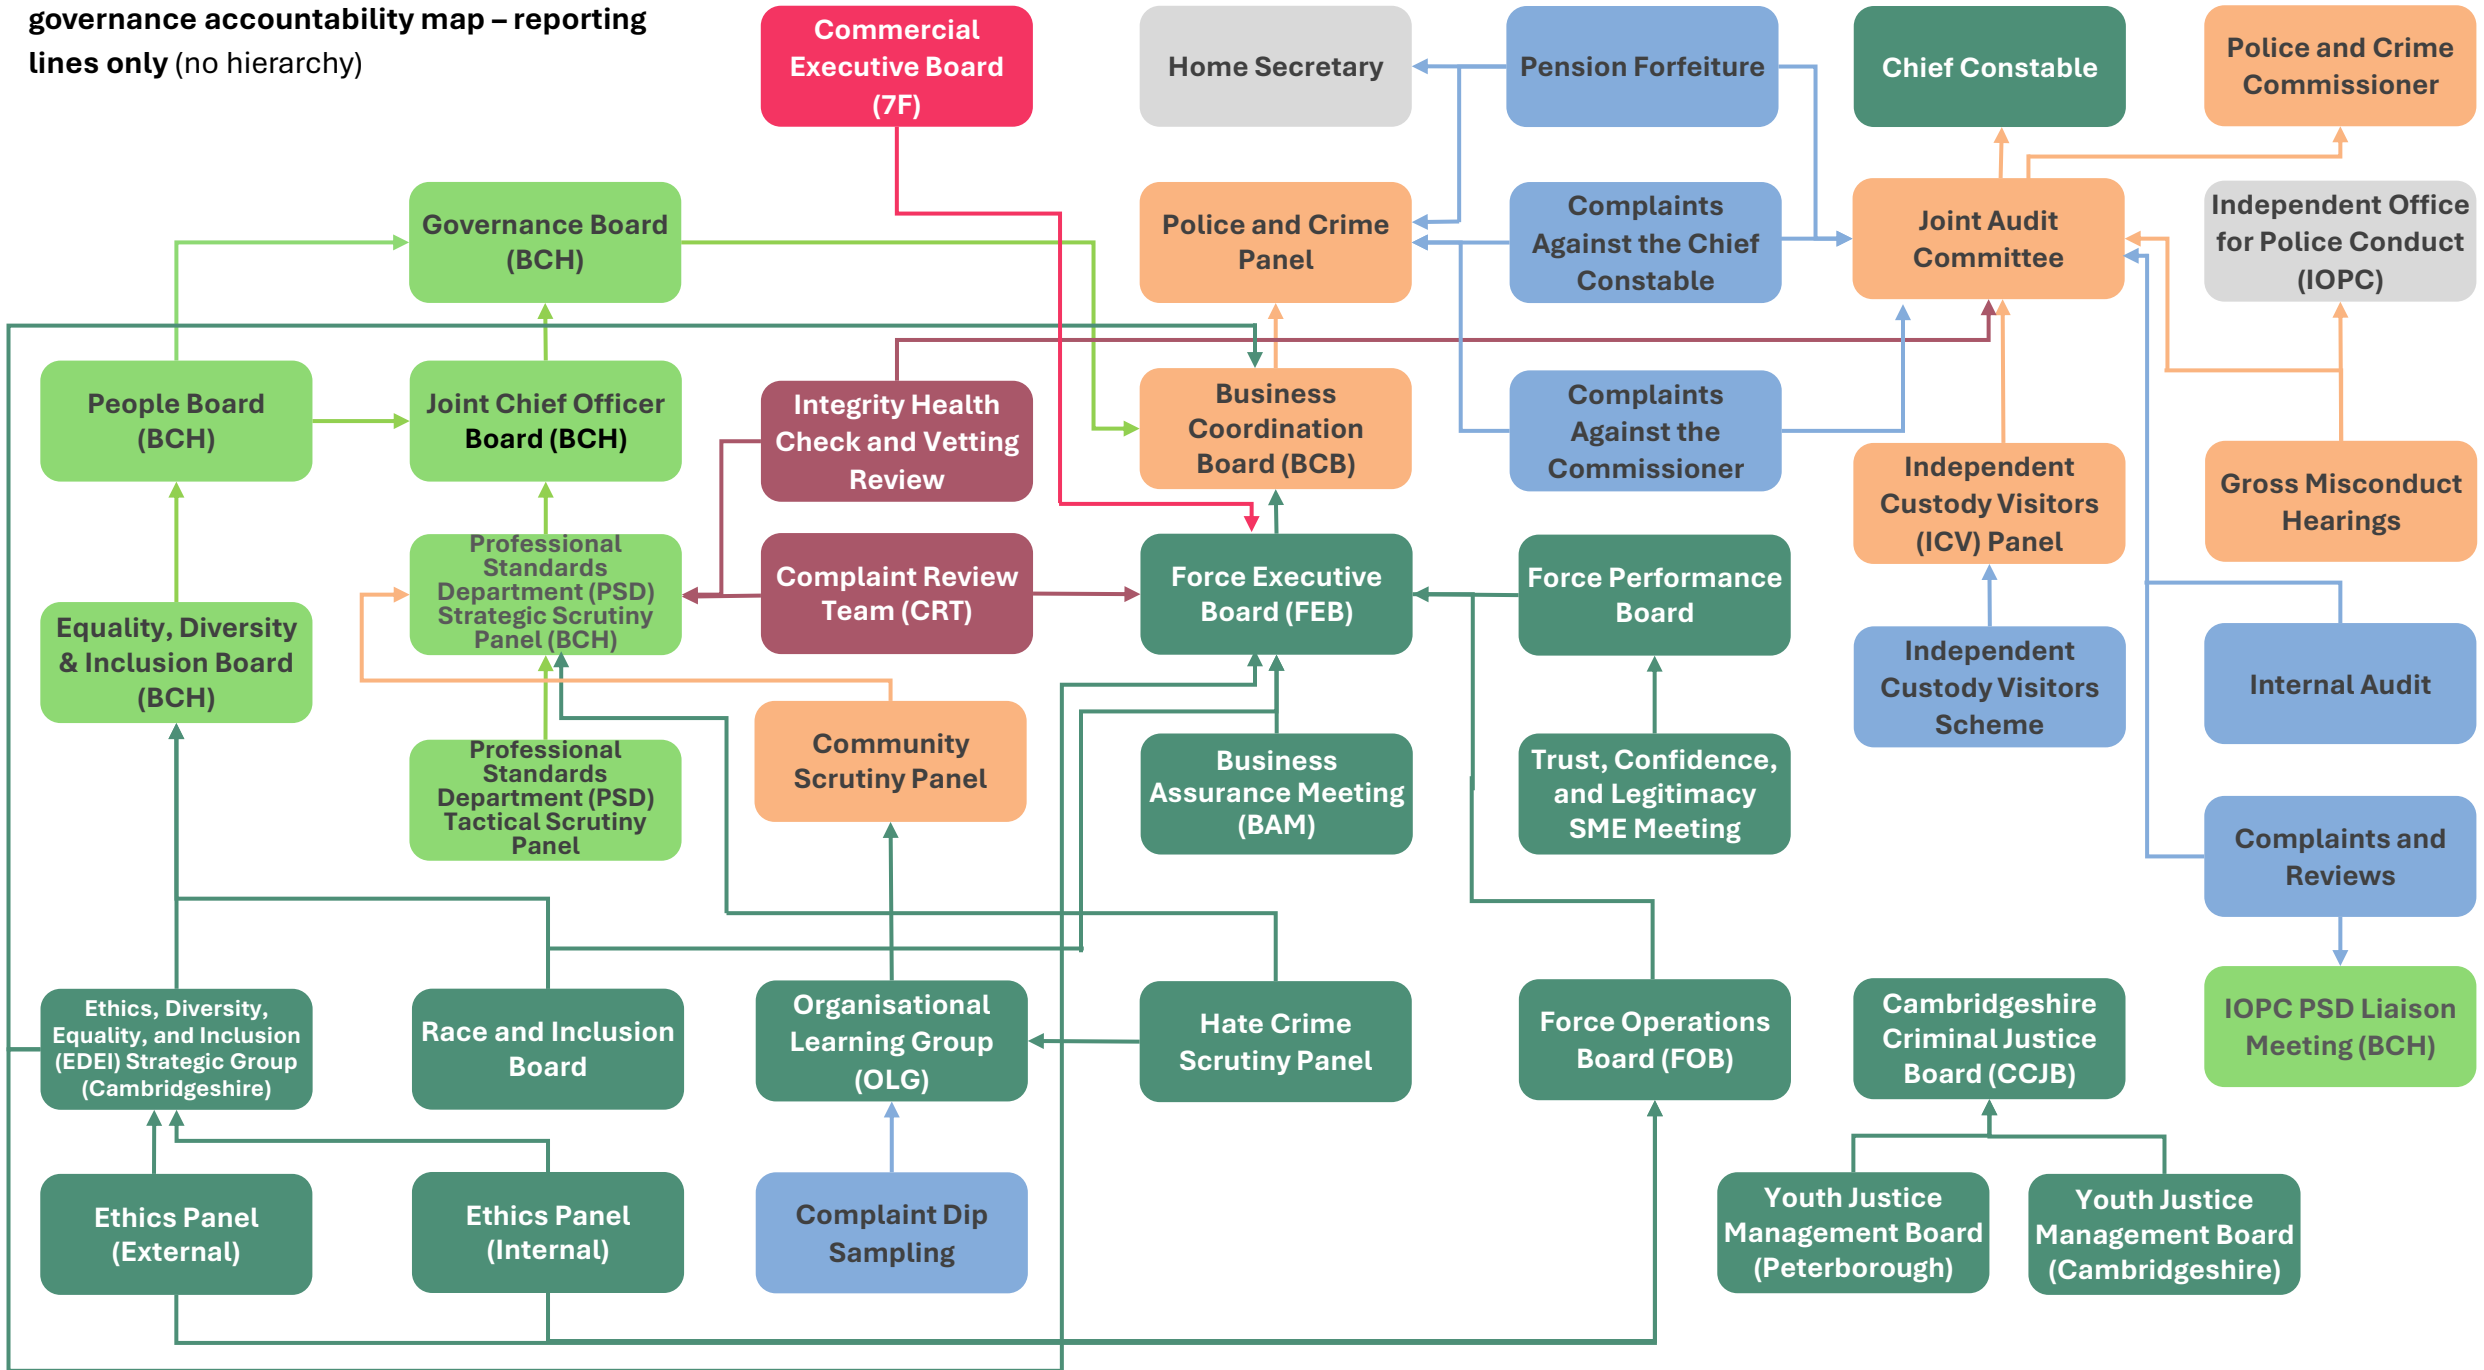 governance accountability map – reporting
lines only (no hierarchy)
Commercial
Executive Board
(7F)
Home Secretary
Pension Forfeiture
Chief Constable
Police and Crime
Commissioner
Governance Board
(BCH)
Police and Crime
Panel
Complaints
Against the Chief
Constable
Joint Audit
Committee
Independent Office
for Police Conduct
(IOPC)
People Board
(BCH)
Joint Chief Officer
Board (BCH)
Integrity Health
Check and Vetting
Review
Business
Coordination
Board (BCB)
Complaints
Against the
Commissioner
Independent
Custody Visitors
(ICV) Panel
Gross Misconduct
Hearings
Equality, Diversity
& Inclusion Board
(BCH)
Professional
Standards
Department (PSD)
Strategic Scrutiny
Panel (BCH)
Complaint Review
Team (CRT)
Force Executive
Board (FEB)
Force Performance
Board
Independent
Custody Visitors
Scheme
Internal Audit
Professional
Standards
Department (PSD)
Tactical Scrutiny
Panel
Community
Scrutiny Panel
Business
Assurance Meeting
(BAM)
Trust, Confidence,
and Legitimacy
SME Meeting
Complaints and
Reviews
Ethics, Diversity,
Equality, and Inclusion
(EDEI) Strategic Group
(Cambridgeshire)
Race and Inclusion
Board
Organisational
Learning Group
(OLG)
Hate Crime
Scrutiny Panel
Force Operations
Board (FOB)
Cambridgeshire
Criminal Justice
Board (CCJB)
IOPC PSD Liaison
Meeting (BCH)
Ethics Panel
(External)
Ethics Panel
(Internal)
Complaint Dip
Sampling
Youth Justice
Management Board
(Peterborough)
Youth Justice
Management Board
(Cambridgeshire)